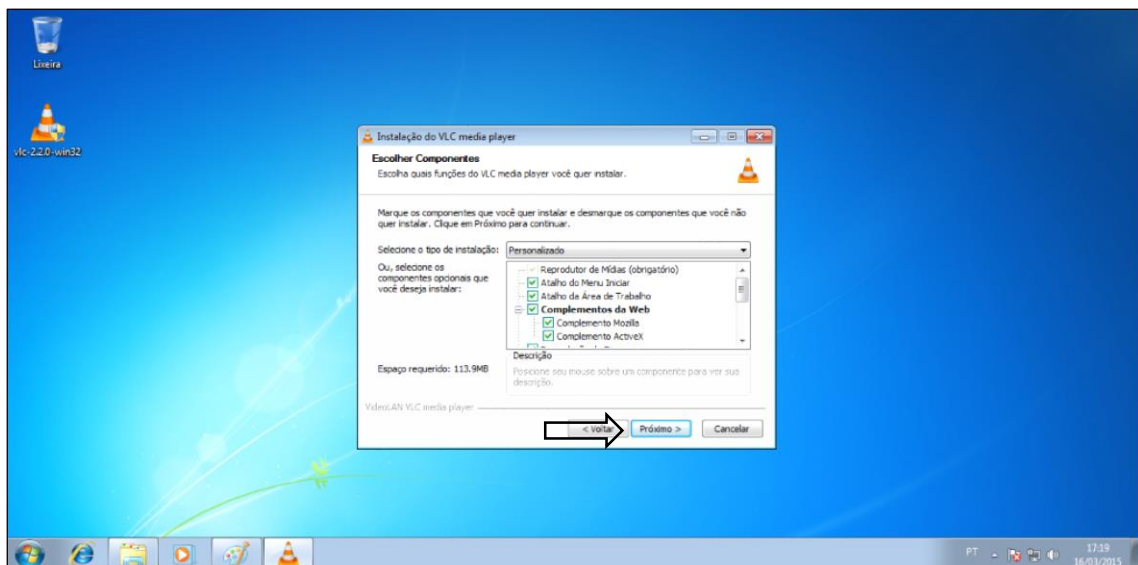 Lixeira
vlc-2.2.0-win32
Instalação do VLC media player
Escolher Componentes
Escolha quais funções do VLC media player você quer instalar.
Marque os componentes que você quer instalar e desmarque os componentes que você não
quer instalar. Clique em Próximo para continuar.
Selecione o tipo de instalação:
Personalizado
Ou, selecione os
componentes opcionais que
você deseja instalar:
Reprodutor de Mídias (obrigatório)
Atalho do Menu Iniciar
Atalho da Área de Trabalho
Complementos da Web
Complemento Mozilla
Complemento ActiveX
Espaço requerido: 113.9MB
Descrição
Posicione seu mouse sobre um componente para ver sua
descrição.
VideoLAN VLC media player
< Voltar
Próximo >
Cancelar
PT
17:19
16/03/2015